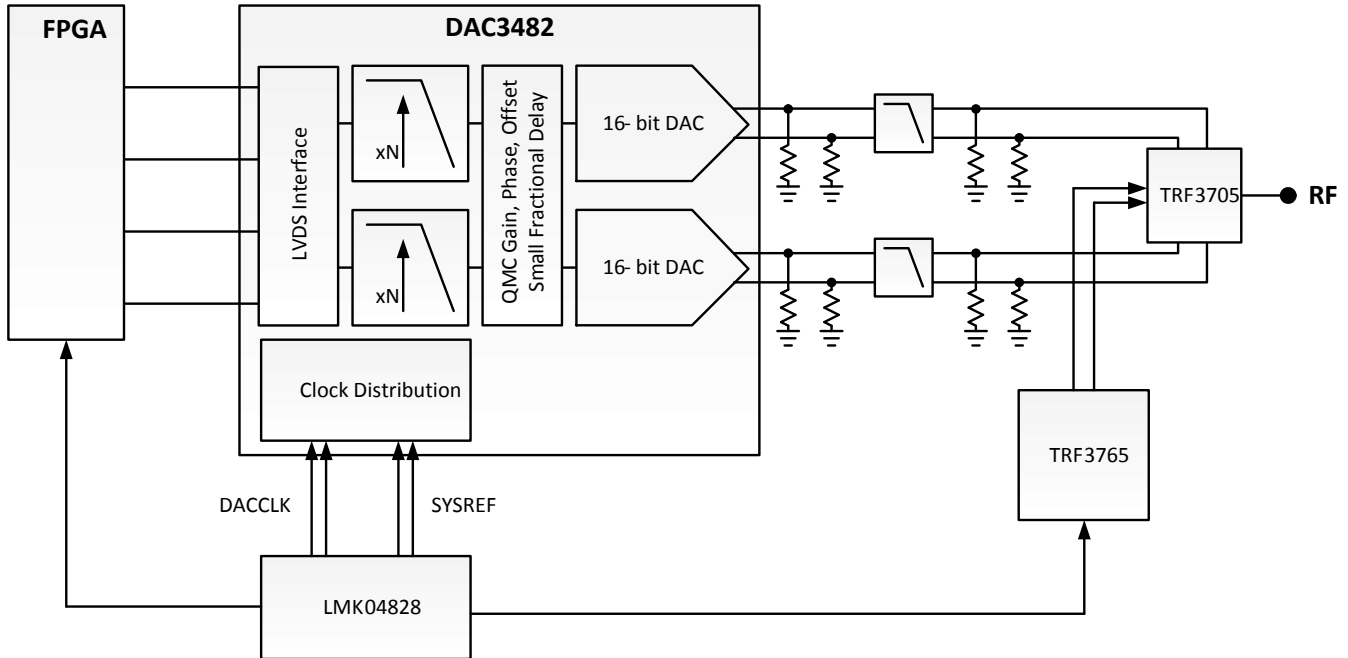 FPGA
DAC3482
LVDS Interface
xN
xN
QMC Gain, Phase, Offset
Small Fractional Delay
16- bit DAC
16- bit DAC
TRF3705
RF
Clock Distribution
TRF3765
DACCLK
SYSREF
LMK04828